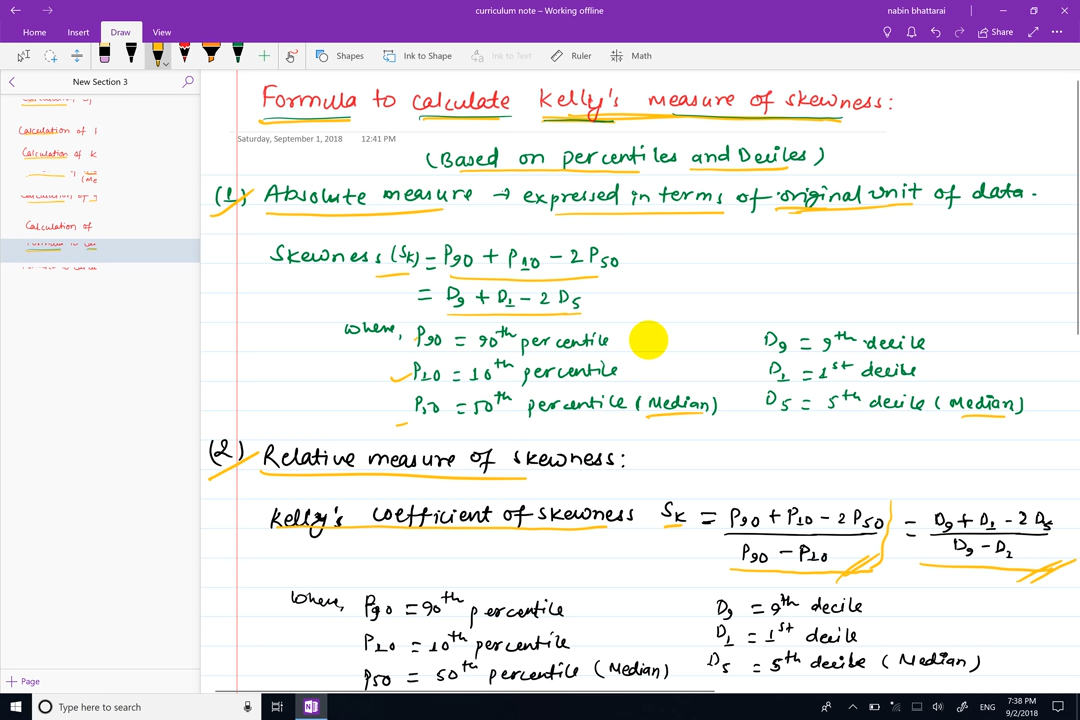 curriculum note – Working offline
nabin bhattarai
Home Insert Draw View
Share
Shapes Ink to Shape Ink to Text Ruler Math
New Section 3
Calculation of
Calculation of K
Calculation of
Formula to calculate Kelly's measure of skewness:
Saturday, September 1, 2018 12:41 PM
(Based on percentiles and Deciles)
(1) Absolute measure → expressed in terms of original unit of data.
Skewness (Sk) = P90 + P10 - 2 P50
= D9 + D1 - 2 D5
where, P90 = 90th percentile D9 = 9th decile
P10 = 10th percentile D1 = 1st decile
P50 = 50th percentile (Median) D5 = 5th decile (Median)
(2) Relative measure of skewness:
Kelly's coefficient of skewness Sk = P90 + P10 - 2 P50 = D9 + D1 - 2 D5
P90 - P10 D9 - D1
where, P90 = 90th percentile D9 = 9th decile
P10 = 10th percentile D1 = 1st decile
P50 = 50th percentile (Median) D5 = 5th decile (Median)
+ Page
Type here to search
ENG
7:38 PM
9/2/2018